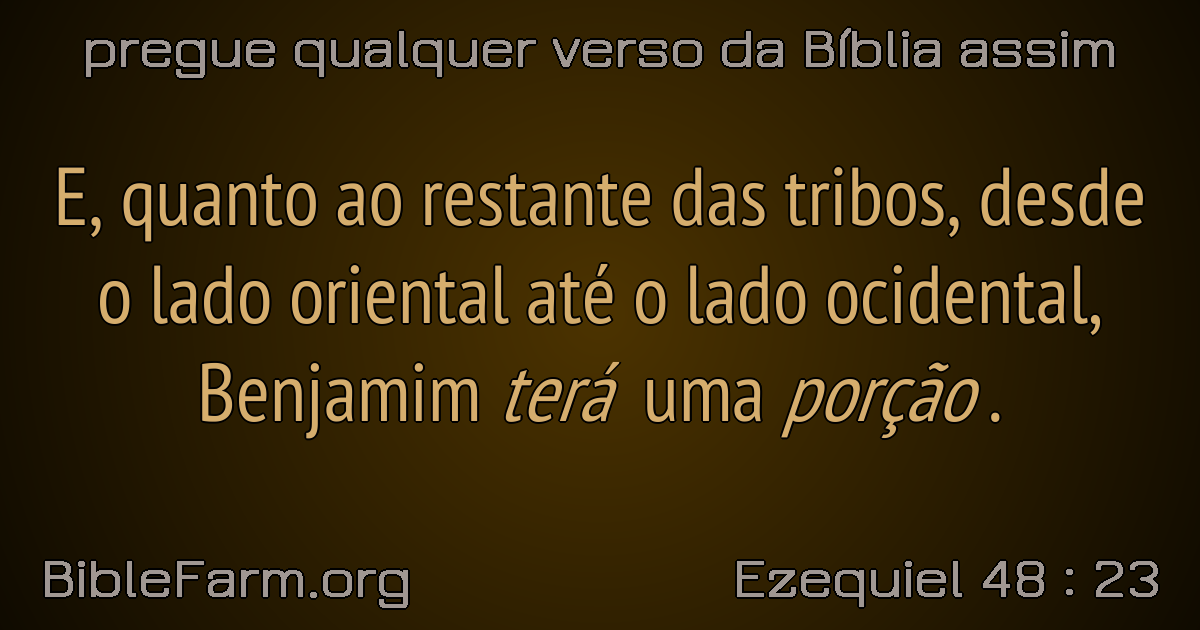 pregue qualquer verso da Bíblia assim
E, quanto ao restante das tribos, desde
o lado oriental até o lado ocidental,
Benjamim terá uma porção .
BibleFarm.org
Ezequiel 48 : 23